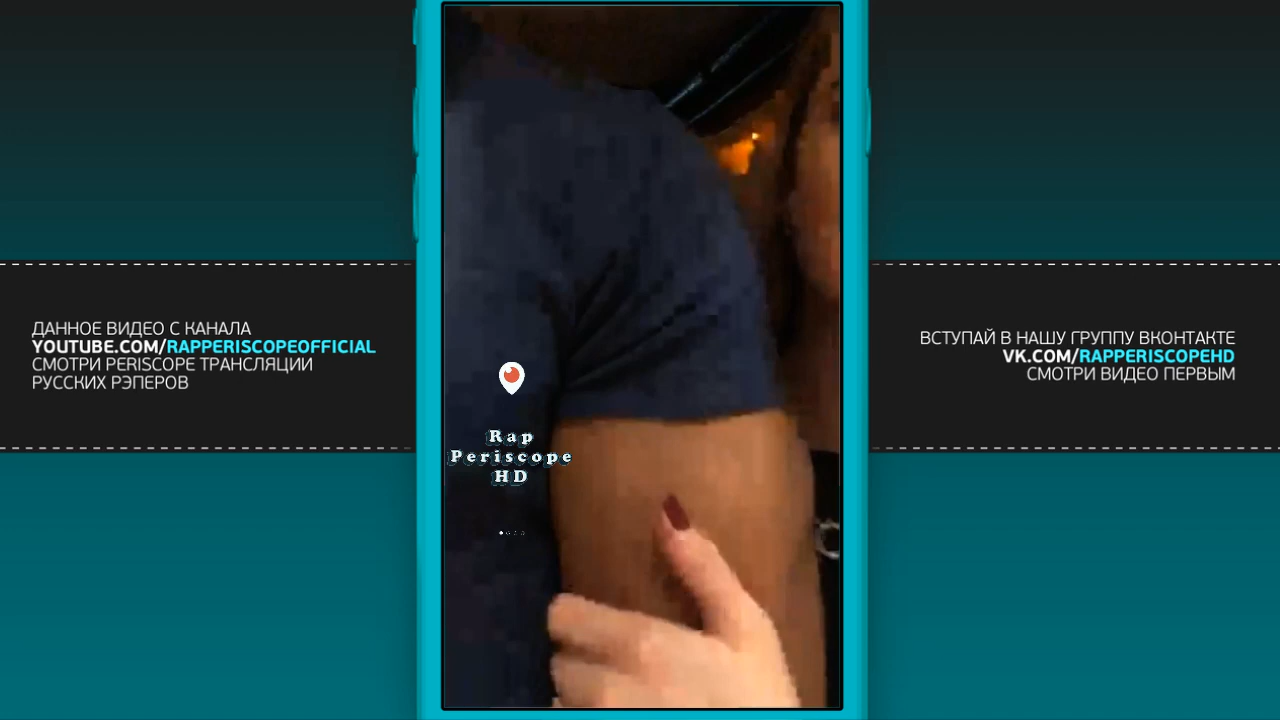 ДАННОЕ ВИДЕО С КАНАЛА
YOUTUBE.COM/RAPPERISCOPEOFFICIAL
СМОТРИ PERISCOPE ТРАНСЛЯЦИИ
РУССКИХ РЭПЕРОВ
Rap
Periscope
HD
ВСТУПАЙ В НАШУ ГРУППУ ВКОНТАКТЕ
VK.COM/RAPPERISCOPEHD
СМОТРИ ВИДЕО ПЕРВЫМ